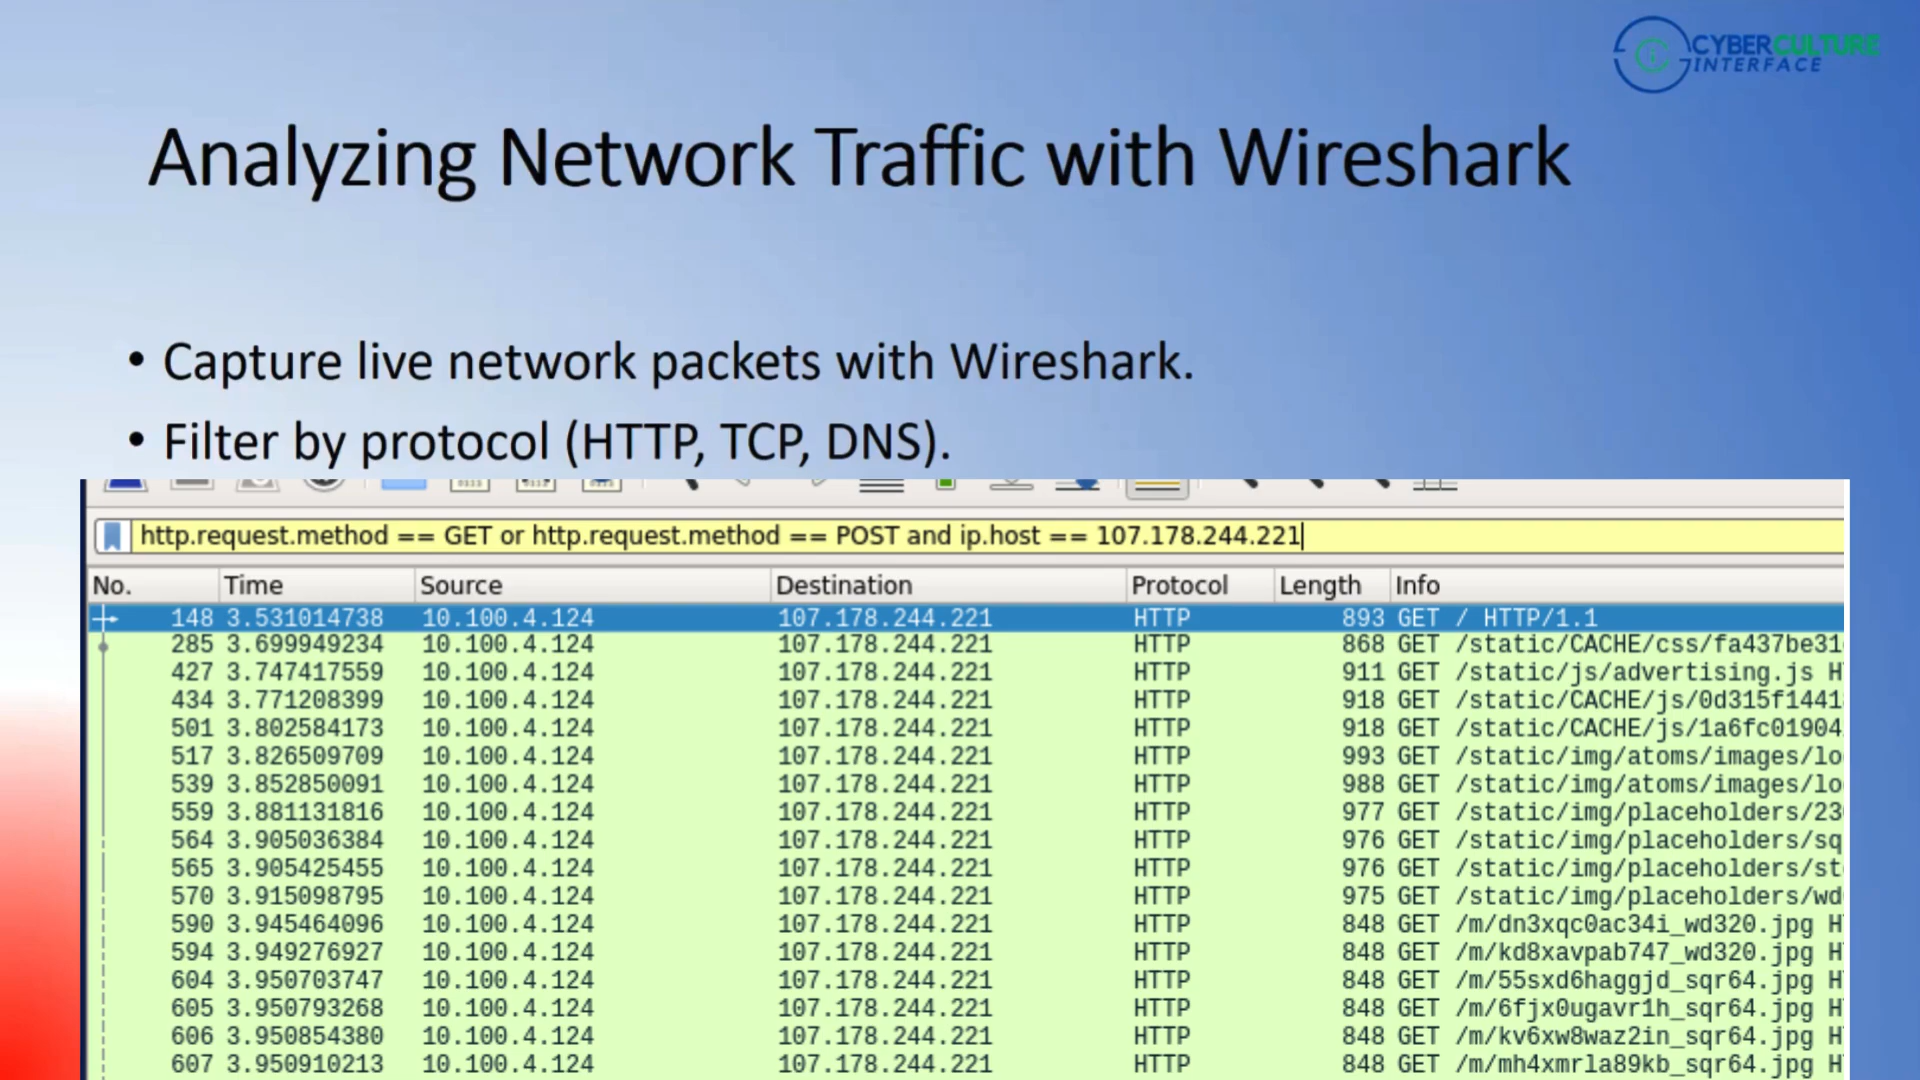 CYBERCULTURE
INTERFACE
Analyzing Network Traffic with Wireshark
• Capture live network packets with Wireshark.
• Filter by protocol (HTTP, TCP, DNS).
http.request.method == GET or http.request.method == POST and ip.host == 107.178.244.221
No. Time Source Destination Protocol Length Info
148 3.531014738 10.100.4.124 107.178.244.221 HTTP 893 GET / HTTP/1.1
285 3.699949234 10.100.4.124 107.178.244.221 HTTP 868 GET /static/CACHE/css/fa437be31
427 3.747417559 10.100.4.124 107.178.244.221 HTTP 911 GET /static/js/advertising.js H
434 3.771208399 10.100.4.124 107.178.244.221 HTTP 918 GET /static/CACHE/js/0d315f1441
501 3.802584173 10.100.4.124 107.178.244.221 HTTP 918 GET /static/CACHE/js/1a6fc01904
517 3.826509709 10.100.4.124 107.178.244.221 HTTP 993 GET /static/img/atoms/images/lo
539 3.852850091 10.100.4.124 107.178.244.221 HTTP 988 GET /static/img/atoms/images/lo
559 3.881131816 10.100.4.124 107.178.244.221 HTTP 977 GET /static/img/placeholders/23
564 3.905036384 10.100.4.124 107.178.244.221 HTTP 976 GET /static/img/placeholders/sq
565 3.905425455 10.100.4.124 107.178.244.221 HTTP 976 GET /static/img/placeholders/st
570 3.915098795 10.100.4.124 107.178.244.221 HTTP 975 GET /static/img/placeholders/wd
590 3.945464096 10.100.4.124 107.178.244.221 HTTP 848 GET /m/dn3xqc0ac34i_wd320.jpg H
594 3.949276927 10.100.4.124 107.178.244.221 HTTP 848 GET /m/kd8xavpab747_wd320.jpg H
604 3.950703747 10.100.4.124 107.178.244.221 HTTP 848 GET /m/55sxd6haggjd_sqr64.jpg H
605 3.950793268 10.100.4.124 107.178.244.221 HTTP 848 GET /m/6fjx0ugavr1h_sqr64.jpg H
606 3.950854380 10.100.4.124 107.178.244.221 HTTP 848 GET /m/kv6xw8waz2in_sqr64.jpg H
607 3.950910213 10.100.4.124 107.178.244.221 HTTP 848 GET /m/mh4xmrla89kb_sqr64.jpg H